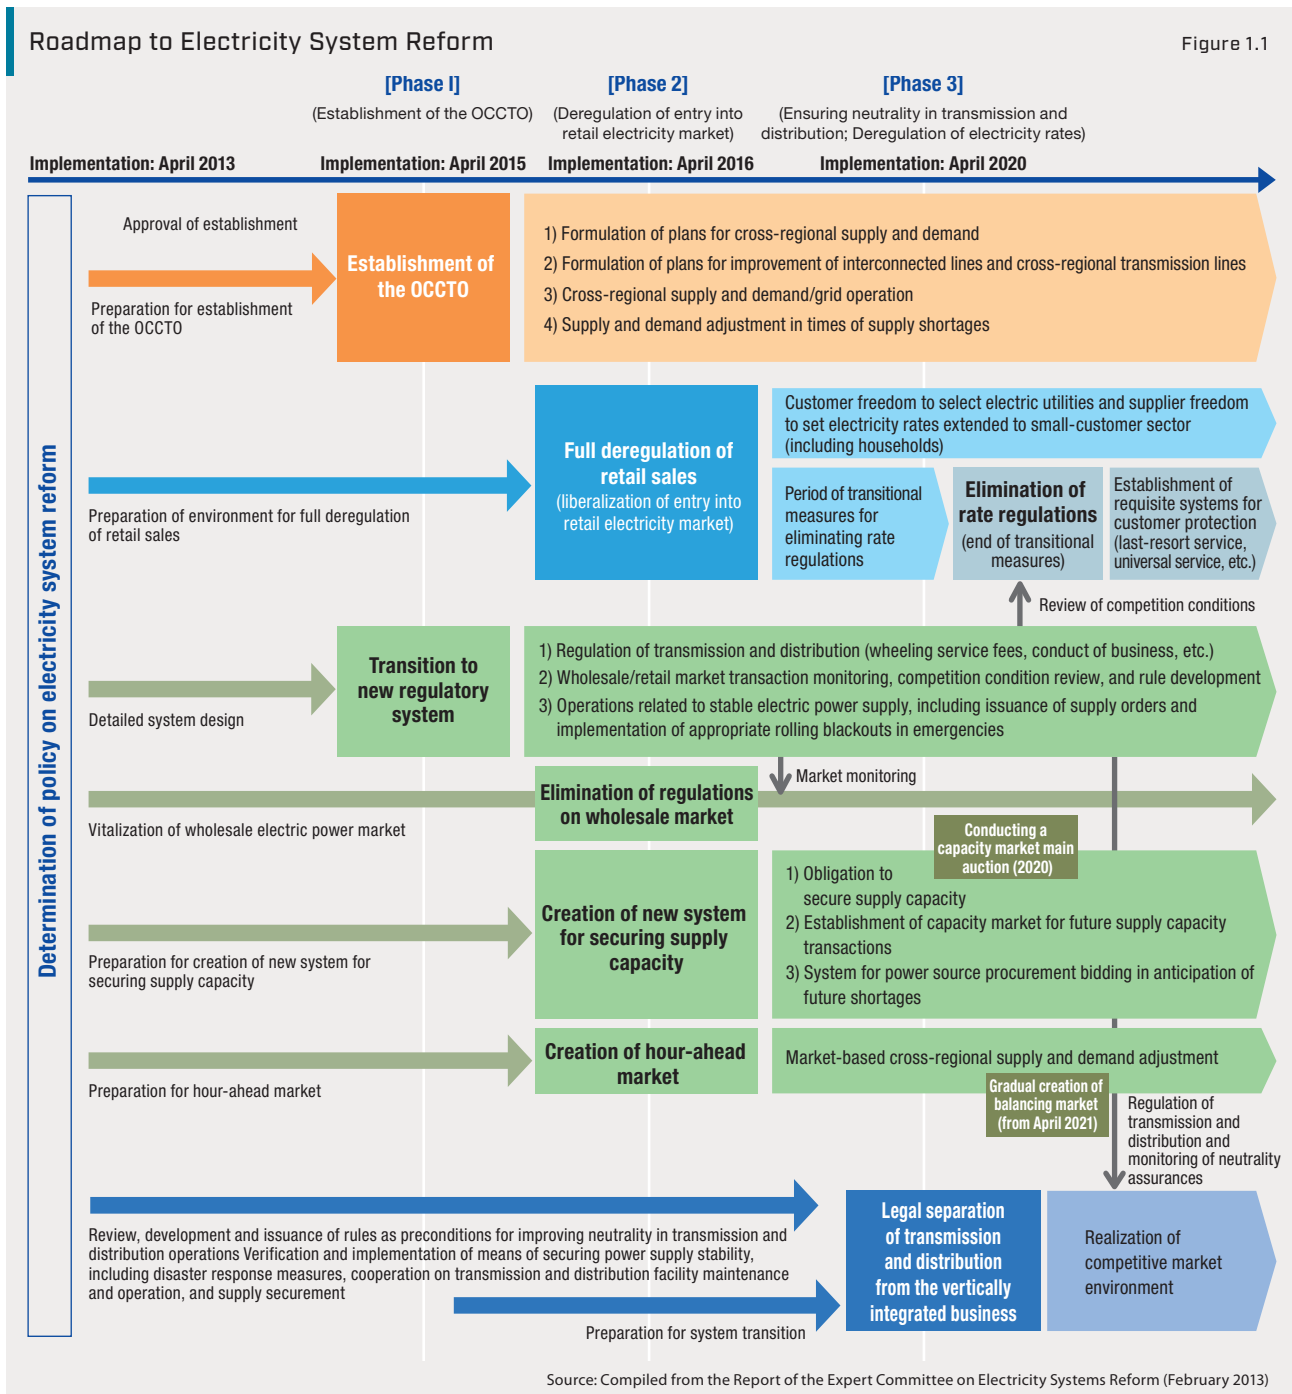 Roadmap to Electricity System Reform
Figure 1.1
[Phase I]
(Establishment of the OCCTO)
[Phase 2]
(Deregulation of entry into
retail electricity market)
[Phase 3]
(Ensuring neutrality in transmission and
distribution; Deregulation of electricity rates)
Implementation: April 2013
Implementation: April 2015
Implementation: April 2016
Implementation: April 2020
Determination of policy on electricity system reform
Approval of establishment
Preparation for establishment
of the OCCTO
Establishment of
the OCCTO
1) Formulation of plans for cross-regional supply and demand
2) Formulation of plans for improvement of interconnected lines and cross-regional transmission lines
3) Cross-regional supply and demand/grid operation
4) Supply and demand adjustment in times of supply shortages
Preparation of environment for full deregulation
of retail sales
Full deregulation of
retail sales
(liberalization of entry into
retail electricity market)
Customer freedom to select electric utilities and supplier freedom
to set electricity rates extended to small-customer sector
(including households)
Period of transitional
measures for
eliminating rate
regulations
Elimination of
rate regulations
(end of transitional
measures)
Establishment of
requisite systems for
customer protection
(last-resort service,
universal service, etc.)
Review of competition conditions
Detailed system design
Transition to
new regulatory
system
1) Regulation of transmission and distribution (wheeling service fees, conduct of business, etc.)
2) Wholesale/retail market transaction monitoring, competition condition review, and rule development
3) Operations related to stable electric power supply, including issuance of supply orders and
implementation of appropriate rolling blackouts in emergencies
Market monitoring
Vitalization of wholesale electric power market
Elimination of regulations
on wholesale market
Conducting a
capacity market main
auction (2020)
Preparation for creation of new system for
securing supply capacity
Creation of new system
for securing supply
capacity
1) Obligation to
secure supply capacity
2) Establishment of capacity market for future supply capacity
transactions
3) System for power source procurement bidding in anticipation of
future shortages
Preparation for hour-ahead market
Creation of hour-ahead
market
Market-based cross-regional supply and demand adjustment
Gradual creation of
balancing market
(from April 2021)
Regulation of
transmission and
distribution and
monitoring of neutrality
assurances
Review, development and issuance of rules as preconditions for improving neutrality in transmission and
distribution operations Verification and implementation of means of securing power supply stability,
including disaster response measures, cooperation on transmission and distribution facility maintenance
and operation, and supply securement
Preparation for system transition
Legal separation
of transmission
and distribution
from the vertically
integrated business
Realization of
competitive market
environment
Source: Compiled from the Report of the Expert Committee on Electricity Systems Reform (February 2013)